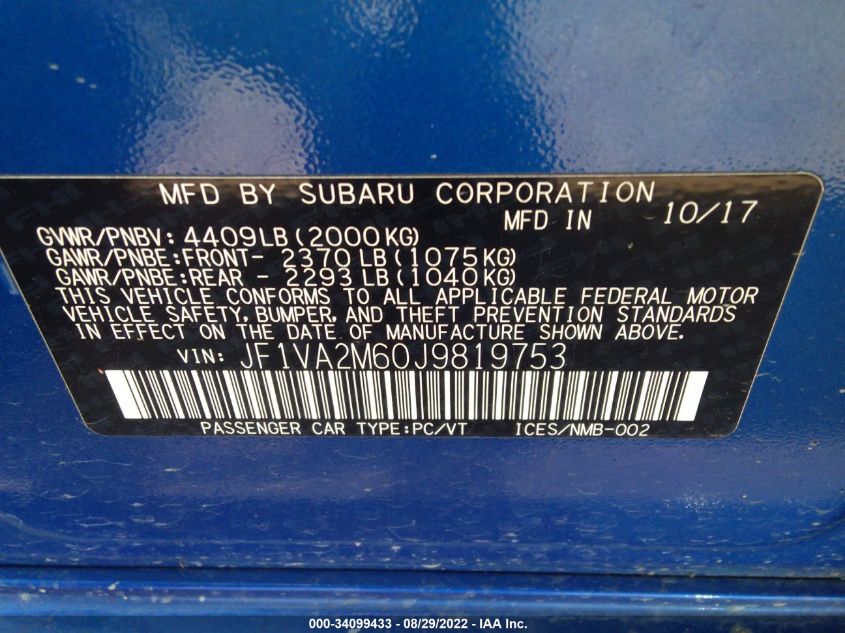 MFD BY SUBARU CORPORATION
MFD IN 10/17
GVWR/PNBV: 4409LB(2000KG)
GAWR/PNBE:FRONT- 2370LB(1075KG)
GAWR/PNBE:REAR - 2293LB(1040KG)
THIS VEHICLE CONFORMS TO ALL APPLICABLE FEDERAL MOTOR
VEHICLE SAFETY, BUMPER, AND THEFT PREVENTION STANDARDS
IN EFFECT ON THE DATE OF MANUFACTURE SHOWN ABOVE.
VIN: JF1VA2M60J9819753
PASSENGER CAR TYPE:PC/VT ICES/NMB-002
000-34099433 - 08/29/2022 - IAA Inc.